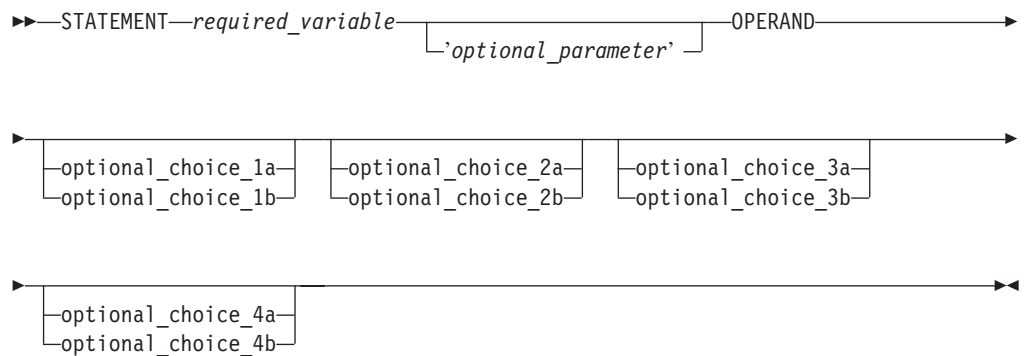 STATEMENT required_variable OPERAND
'optional_parameter'
optional_choice_1a optional_choice_2a optional_choice_3a
optional_choice_1b optional_choice_2b optional_choice_3b
optional_choice_4a
optional_choice_4b